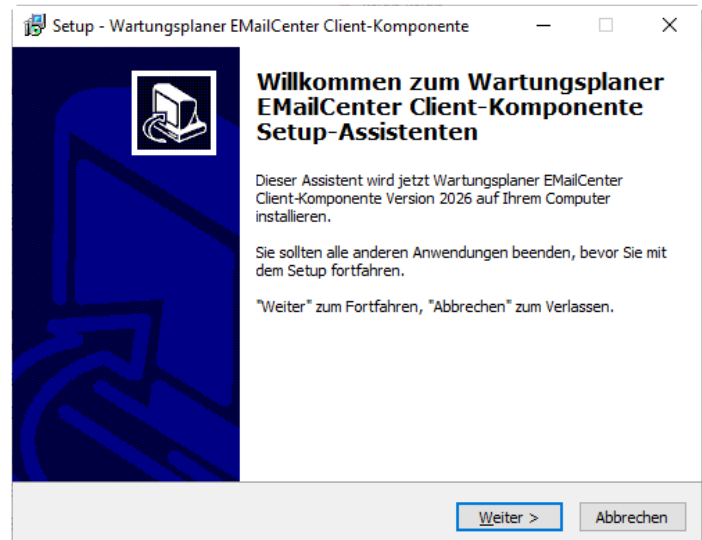 Setup - Wartungsplaner EMailCenter Client-Komponente
Willkommen zum Wartungsplaner
EMailCenter Client-Komponente
Setup-Assistenten
Dieser Assistent wird jetzt Wartungsplaner EMailCenter
Client-Komponente Version 2026 auf Ihrem Computer
installieren.
Sie sollten alle anderen Anwendungen beenden, bevor Sie mit
dem Setup fortfahren.
"Weiter" zum Fortfahren, "Abbrechen" zum Verlassen.
Weiter >
Abbrechen